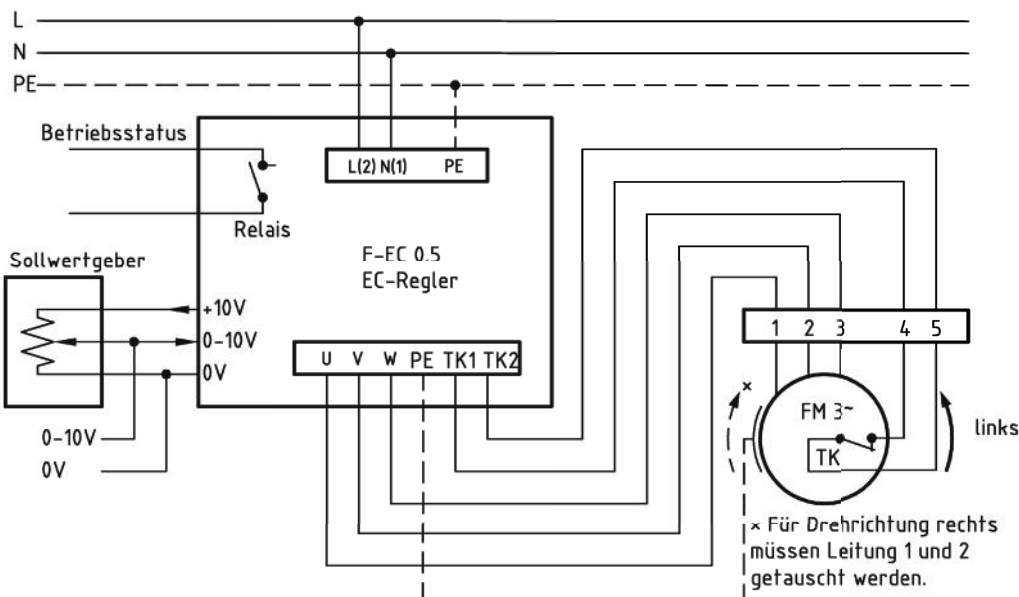 L
N
PE
Betriebsstatus
L(2) N(1) PE
Relais
F-EC 0.5
EC-Regler
Sollwertgeber
+10V
0-10V
0V
U V W PE TK1 TK2
0-10V
0V
1 2 3 4 5
×
FM 3~
TK
links
× Für Drehrichtung rechts
müssen Leitung 1 und 2
getauscht werden.